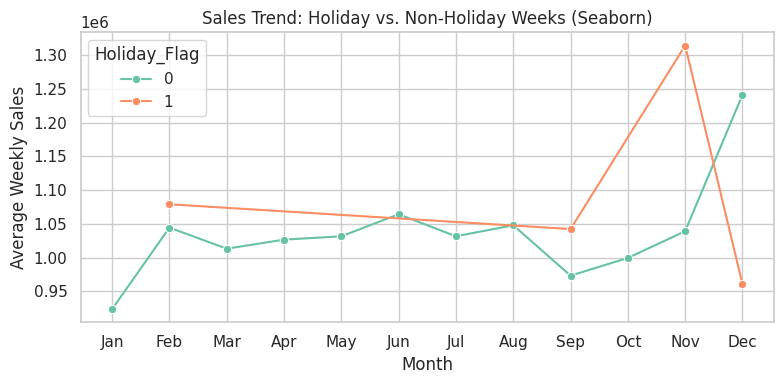 Sales Trend: Holiday vs. Non-Holiday Weeks (Seaborn)
1e6
Holiday_Flag
0
1
Average Weekly Sales
1.30
1.25
1.20
1.15
1.10
1.05
1.00
0.95
Jan Feb Mar Apr May Jun Jul Aug Sep Oct Nov Dec
Month